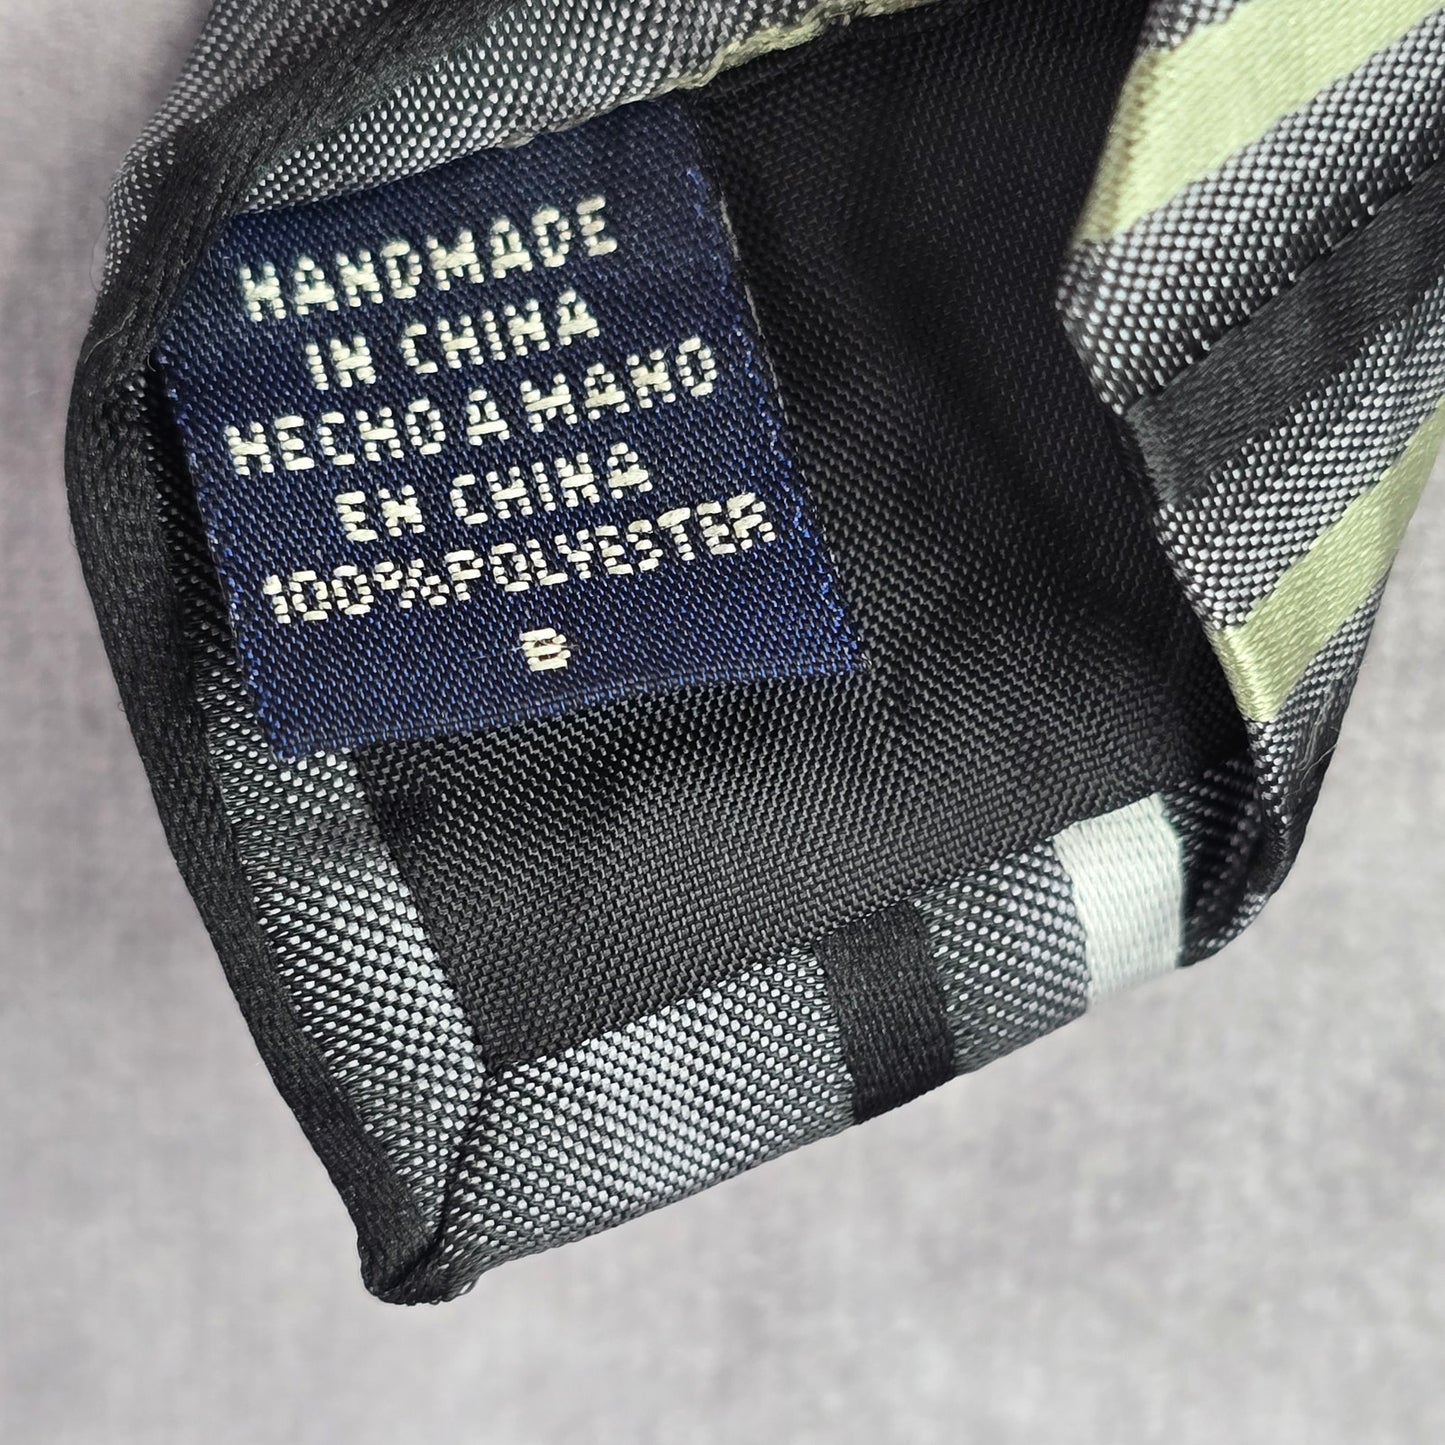 HANDMADE
IN CHINA
HECHO A MANO
EN CHINA
100%POLYESTER
B